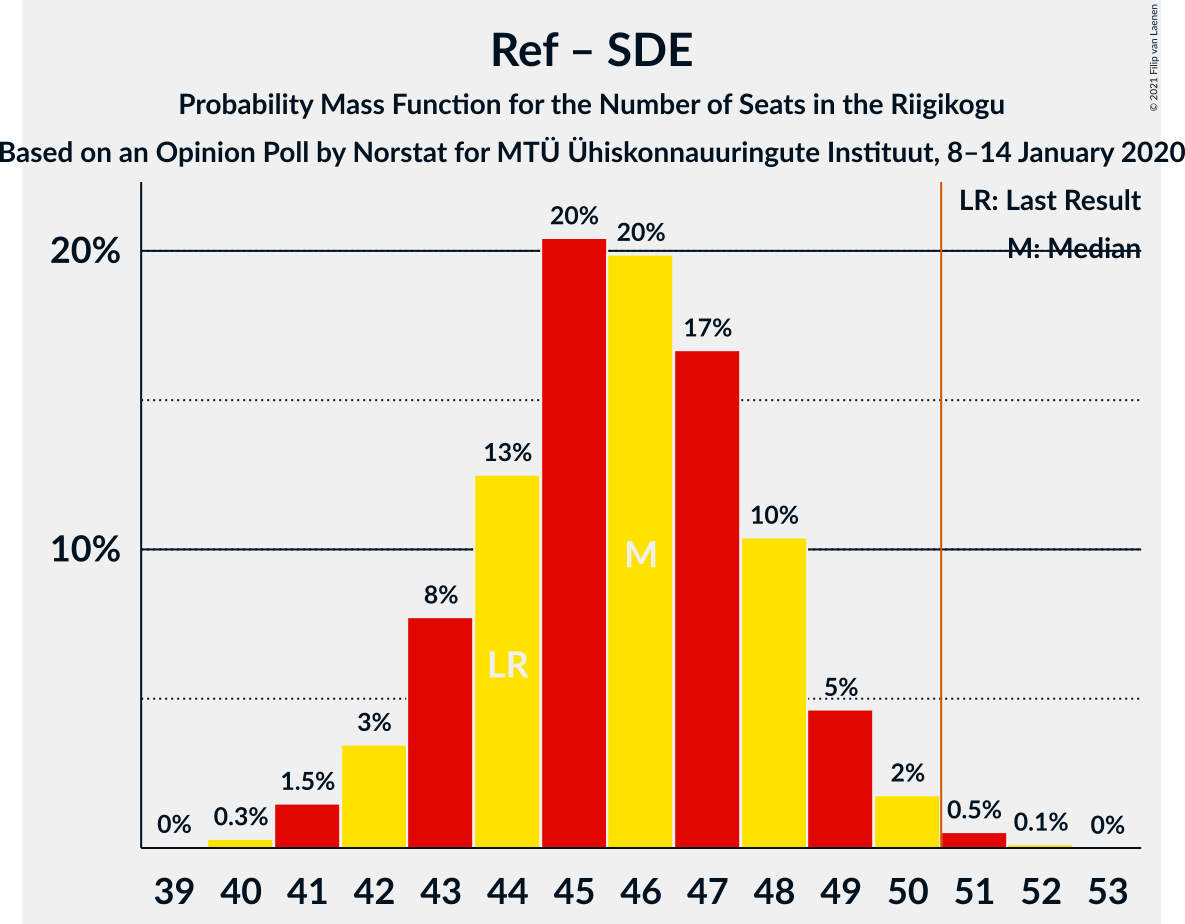 Ref – SDE
Probability Mass Function for the Number of Seats in the Riigikogu
Based on an Opinion Poll by Norstat for MTÜ Ühiskonnauuringute Instituut, 8–14 January 2020
© 2021 Filip van Laenen
LR: Last Result
M: Median
20%
10%
0%
0.3%
1.5%
3%
8%
13%
20%
20%
17%
10%
5%
2%
0.5%
0.1%
0%
LR
M
39 40 41 42 43 44 45 46 47 48 49 50 51 52 53